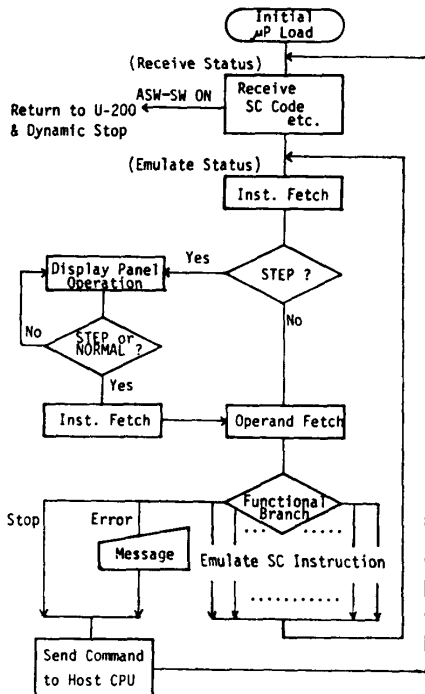 Initial
μP Load
(Receive Status)
ASW-SW ON
Return to U-200
& Dynamic Stop
Receive
SC Code
etc.
(Emulate Status)
Inst. Fetch
Yes
STEP ?
Display Panel
Operation
No
No
STEP or
NORMAL ?
Yes
Inst. Fetch
Operand Fetch
Functional
Branch
Stop
Error
Message
Emulate SC Instruction
Send Command
to Host CPU